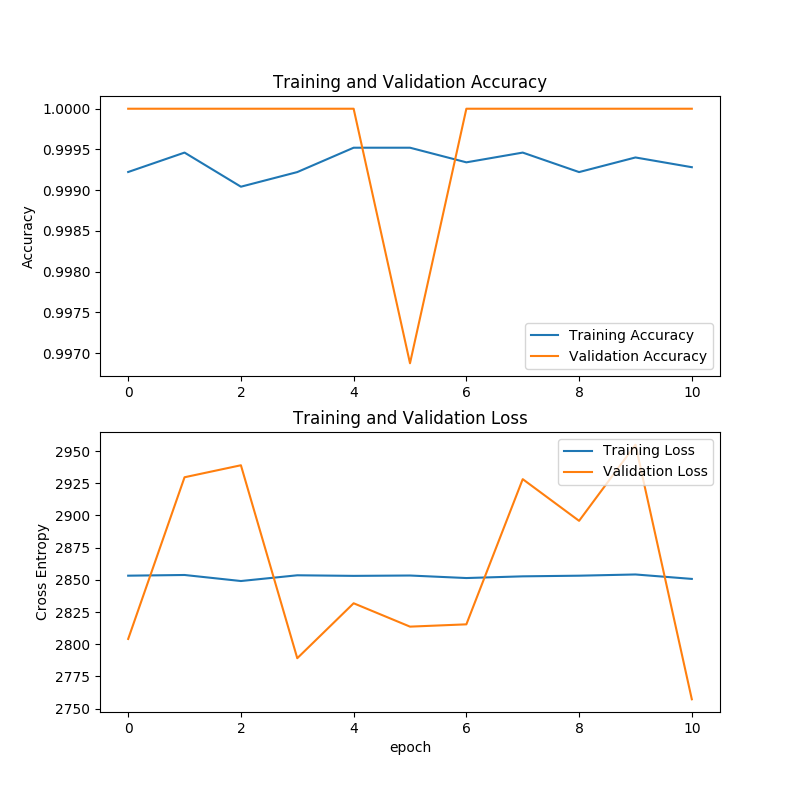 Training and Validation Accuracy
1.0000
0.9995
0.9990
0.9985
0.9980
0.9975
0.9970
Accuracy
Training Accuracy
Validation Accuracy
0 2 4 6 8 10
Training and Validation Loss
2950
2925
2900
2875
2850
2825
2800
2775
2750
Cross Entropy
Training Loss
Validation Loss
0 2 4 6 8 10
epoch